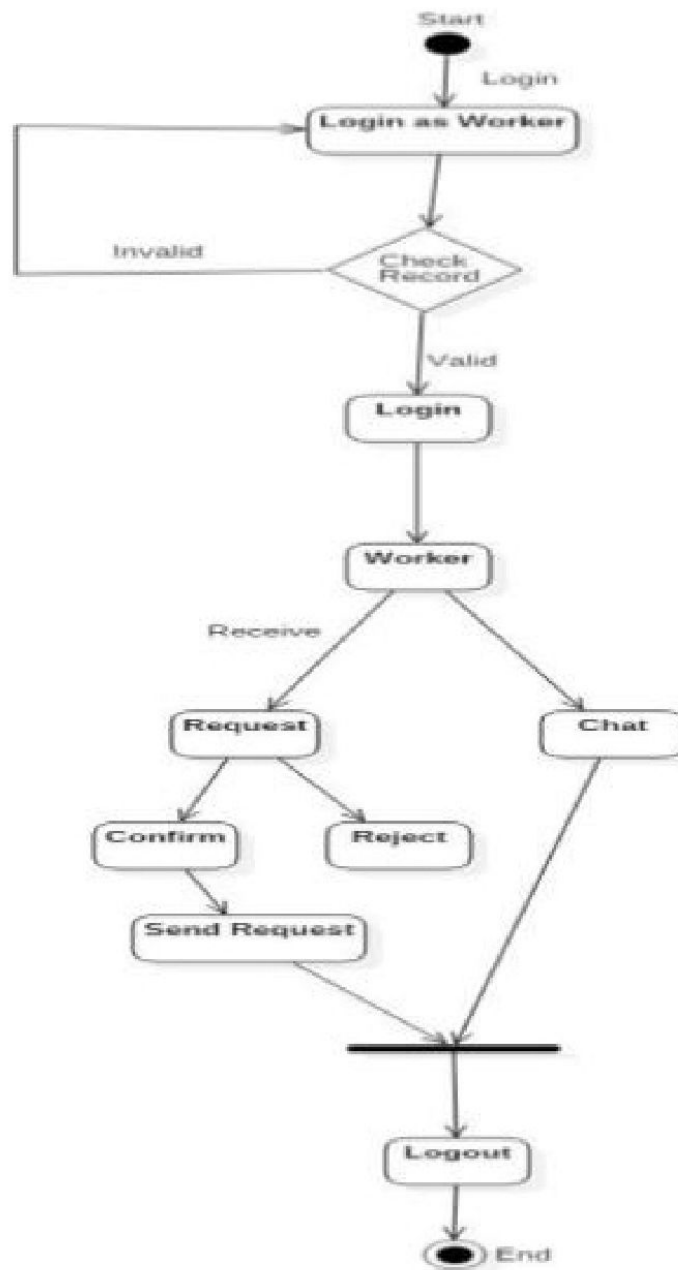 Start
Login
Login as Worker
Invalid
Check
Record
Valid
Login
Worker
Receive
Request
Chat
Confirm
Reject
Send Request
Logout
End